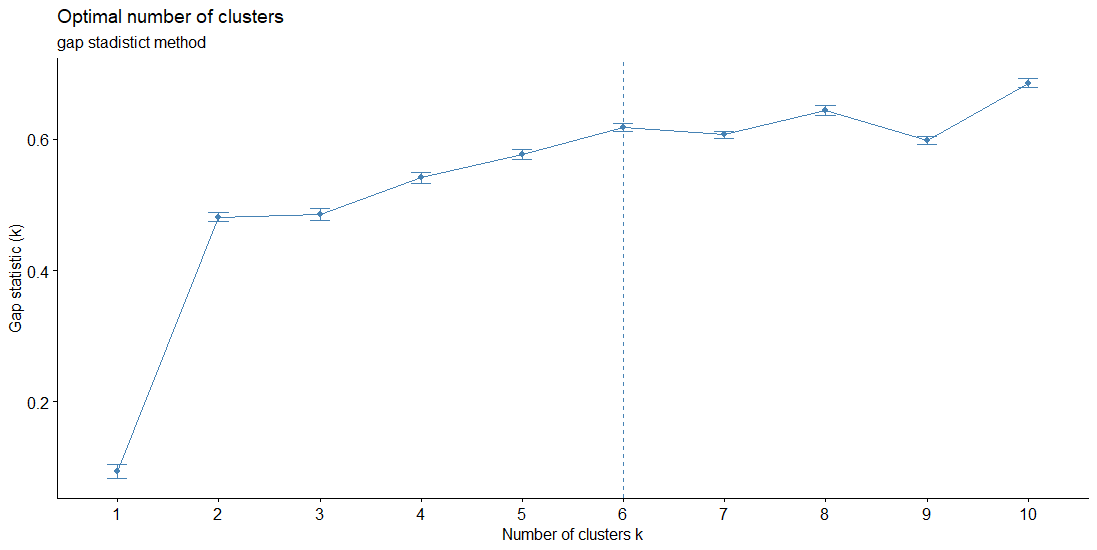 Optimal number of clusters
gap stadistict method
Gap statistic (k)
0.6
0.4
0.2
1 2 3 4 5 6 7 8 9 10
Number of clusters k